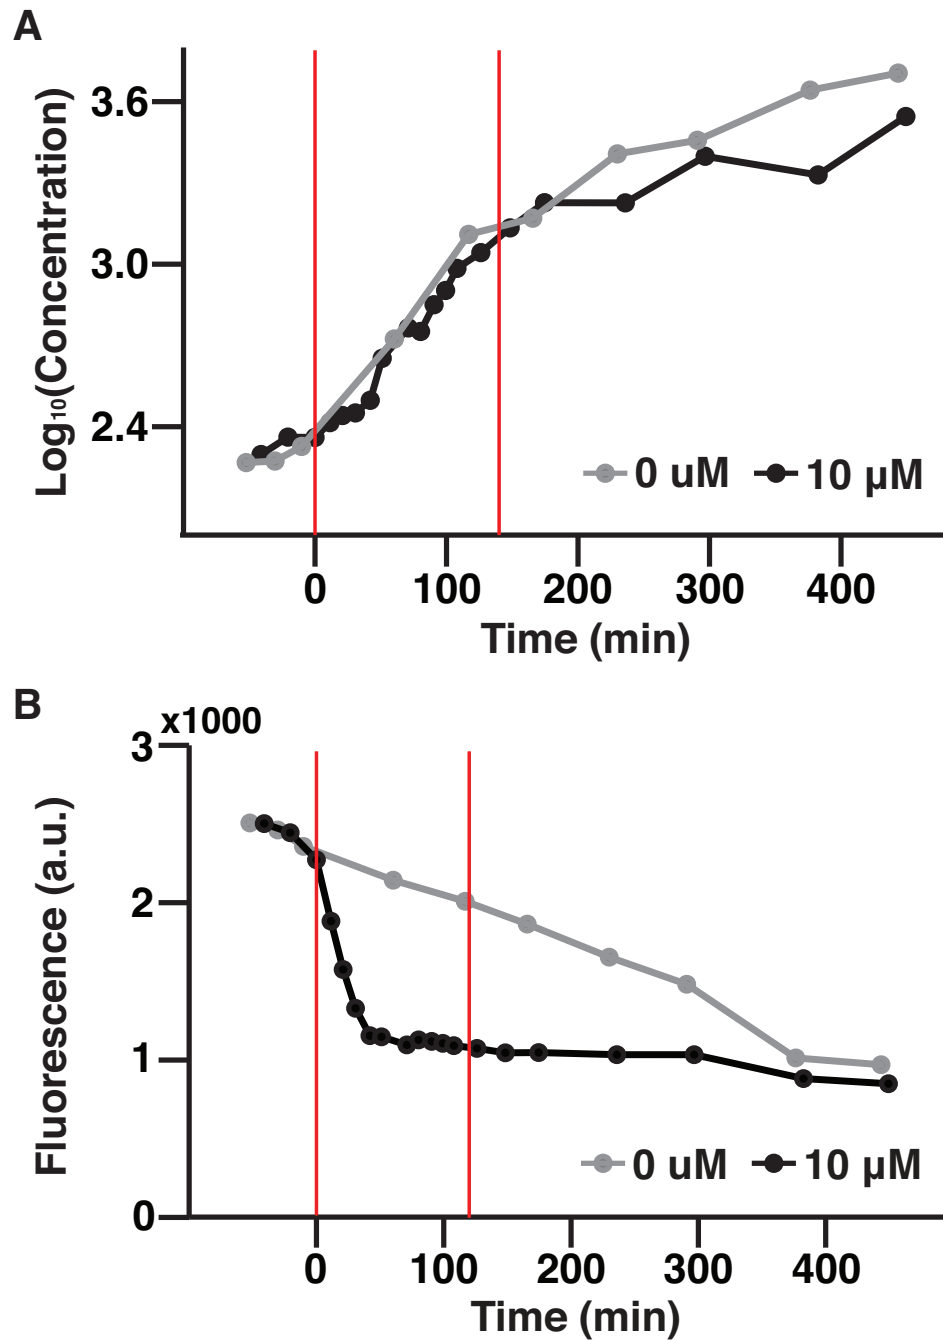 A
3.6
3.0
2.4
Log₁₀(Concentration)
0 uM 10 µM
0 100 200 300 400
Time (min)
B
x1000
3
2
1
0
Fluorescence (a.u.)
0 uM 10 µM
0 100 200 300 400
Time (min)